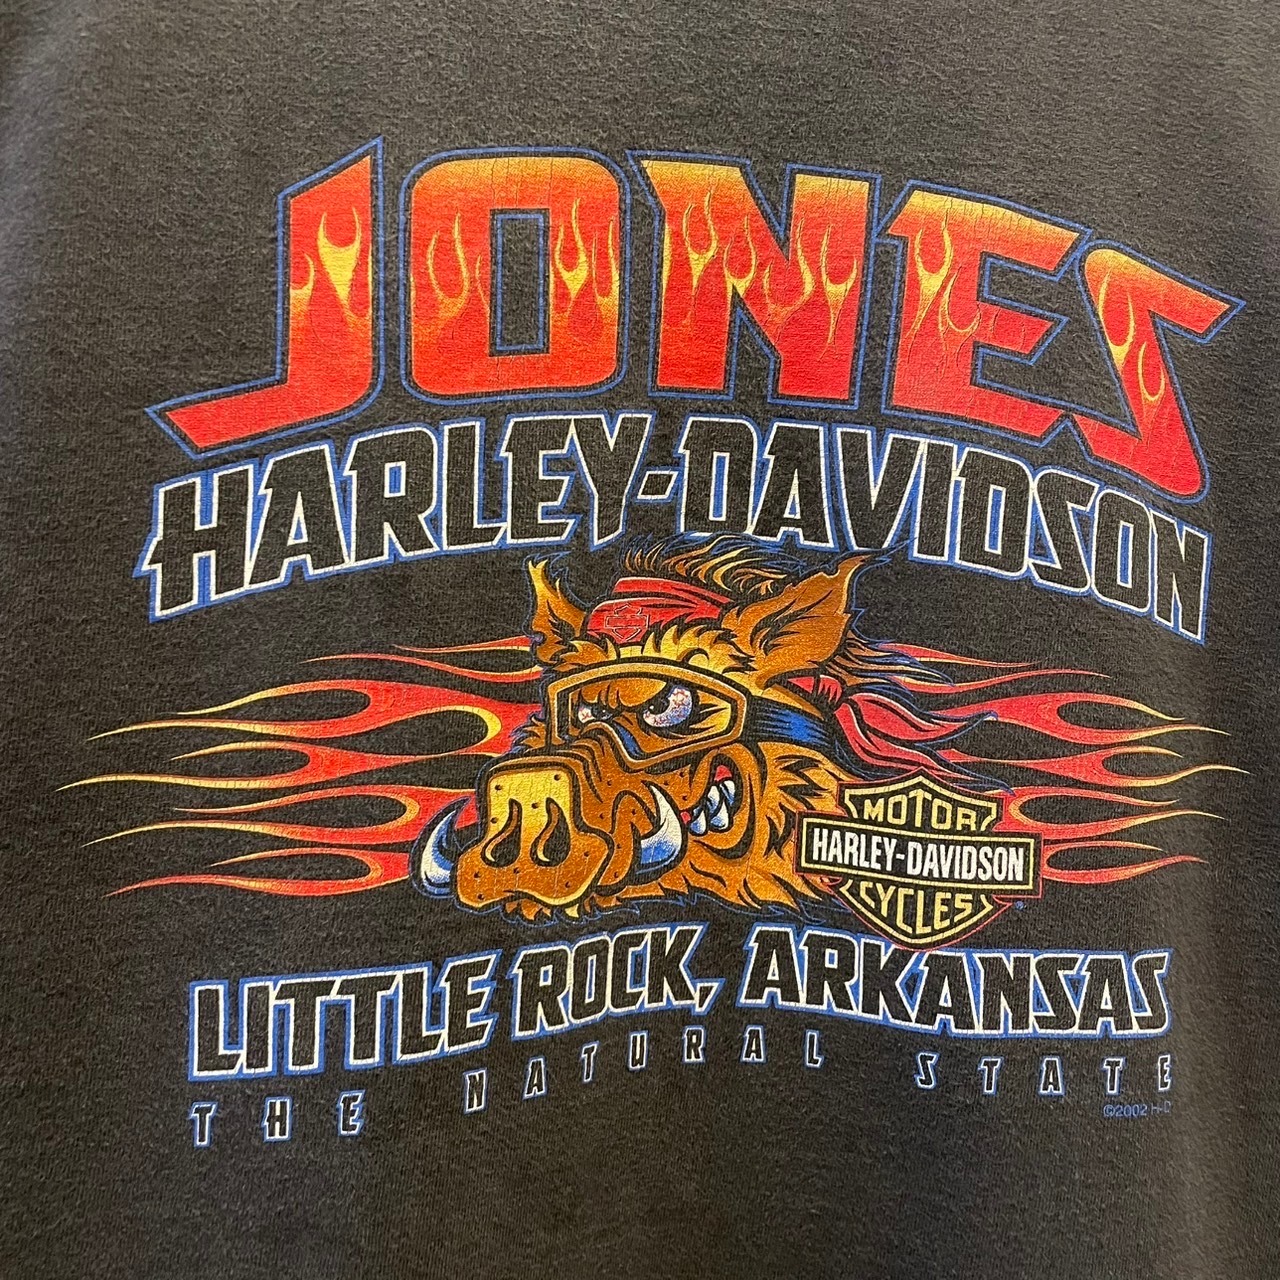 JONES
HARLEY-DAVIDSON
MOTOR
HARLEY-DAVIDSON
CYCLES
®
LITTLE ROCK, ARKANSAS
THE NATURAL STATE
©2002 H-D